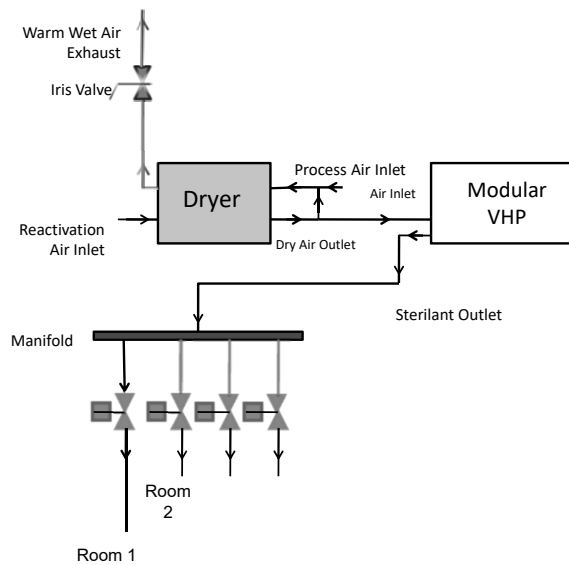 Warm Wet Air
Exhaust
Iris Valve
Process Air Inlet
Dryer
Air Inlet
Modular
VHP
Reactivation
Air Inlet
Dry Air Outlet
Sterilant Outlet
Manifold
Room
2
Room 1